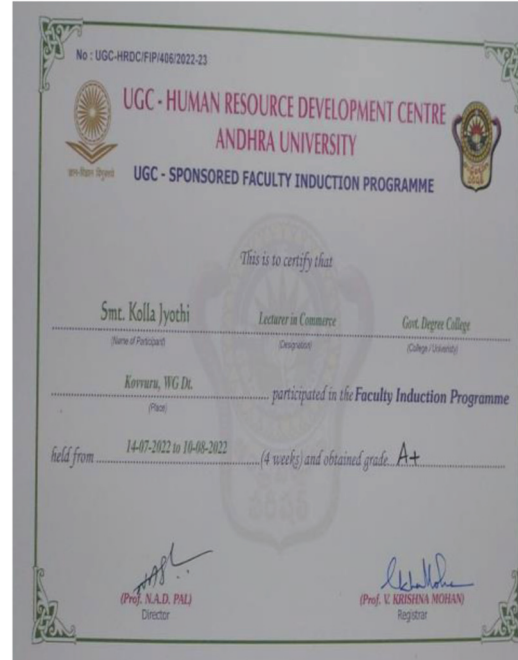 No : UGC-HRDC/FIP/406/2022-23
UGC - HUMAN RESOURCE DEVELOPMENT CENTRE
ANDHRA UNIVERSITY
UGC - SPONSORED FACULTY INDUCTION PROGRAMME
ज्ञान-विज्ञान विमुक्तये
This is to certify that
Smt. Kolla Jyothi Lecturer in Commerce Govt. Degree College
(Name of Participant) (Designation) (College / University)
Kovvuru, WG Dt. participated in the Faculty Induction Programme
(Place)
held from 14-07-2022 to 10-08-2022 (4 weeks) and obtained grade A+
(Prof. N.A.D. PAL) (Prof. V. KRISHNA MOHAN)
Director Registrar